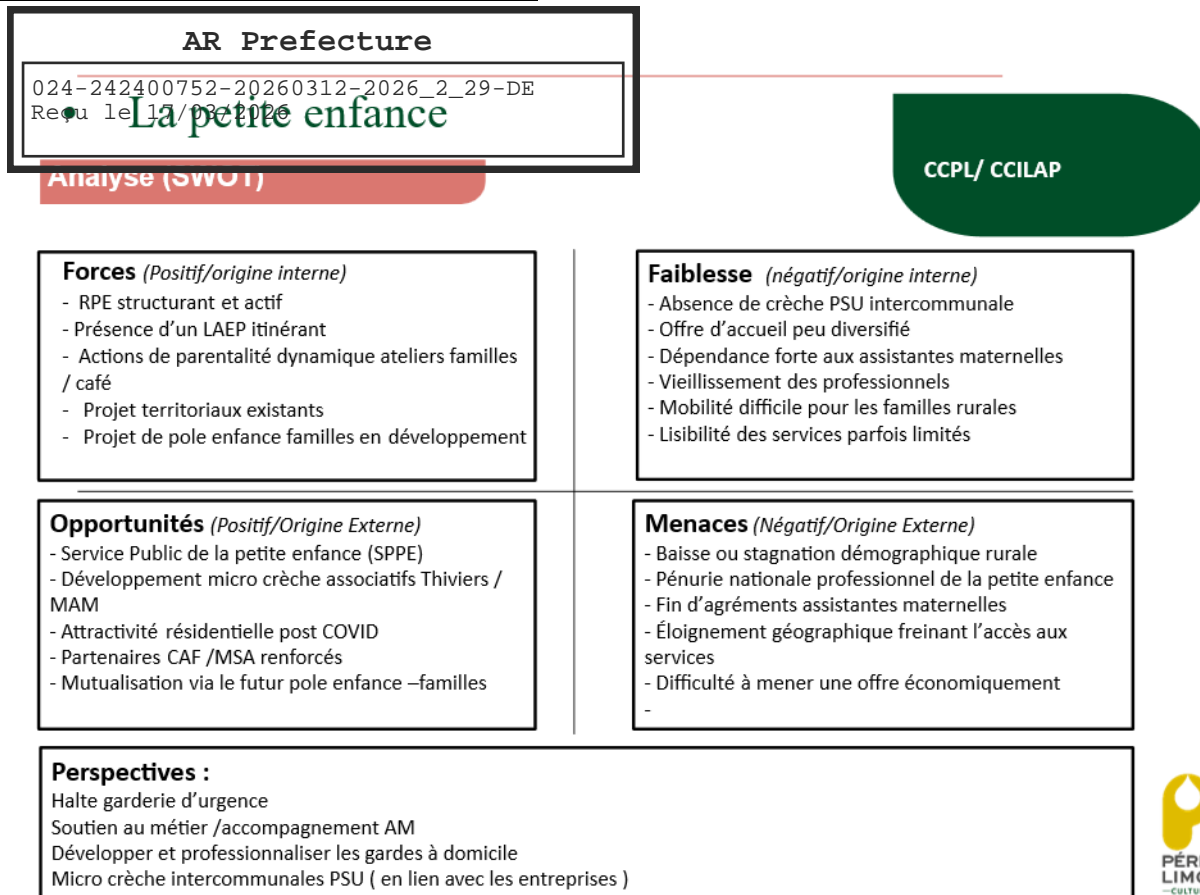 AR Prefecture
024-242400752-20260312-2026_2_29-DE
Reçu le 17/03/2026
• La petite enfance
Analyse (SWOT)
CCPL/ CCILAP
Forces (Positif/origine interne)
- RPE structurant et actif
- Présence d'un LAEP itinérant
- Actions de parentalité dynamique ateliers familles
/ café
- Projet territoriaux existants
- Projet de pole enfance familles en développement
Faiblesse (négatif/origine interne)
- Absence de crèche PSU intercommunale
- Offre d'accueil peu diversifié
- Dépendance forte aux assistantes maternelles
- Vieillissement des professionnels
- Mobilité difficile pour les familles rurales
- Lisibilité des services parfois limités
Opportunités (Positif/Origine Externe)
- Service Public de la petite enfance (SPPE)
- Développement micro crèche associatifs Thiviers /
MAM
- Attractivité résidentielle post COVID
- Partenaires CAF /MSA renforcés
- Mutualisation via le futur pole enfance –familles
Menaces (Négatif/Origine Externe)
- Baisse ou stagnation démographique rurale
- Pénurie nationale professionnel de la petite enfance
- Fin d'agréments assistantes maternelles
- Éloignement géographique freinant l'accès aux
services
- Difficulté à mener une offre économiquement
-
Perspectives :
Halte garderie d'urgence
Soutien au métier /accompagnement AM
Développer et professionnaliser les gardes à domicile
Micro crèche intercommunales PSU ( en lien avec les entreprises )